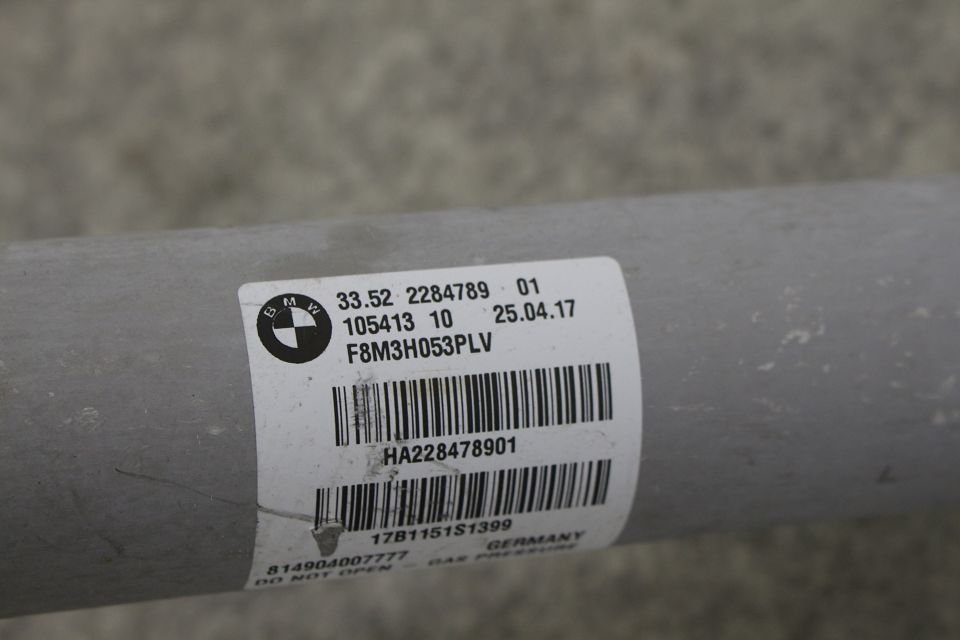 BMW
33.52 2284789 01
105413 10 25.04.17
F8M3H053PLV
HA228478901
17B1151S1399
814904007777 GERMANY
DO NOT OPEN - GAS PRESSURE